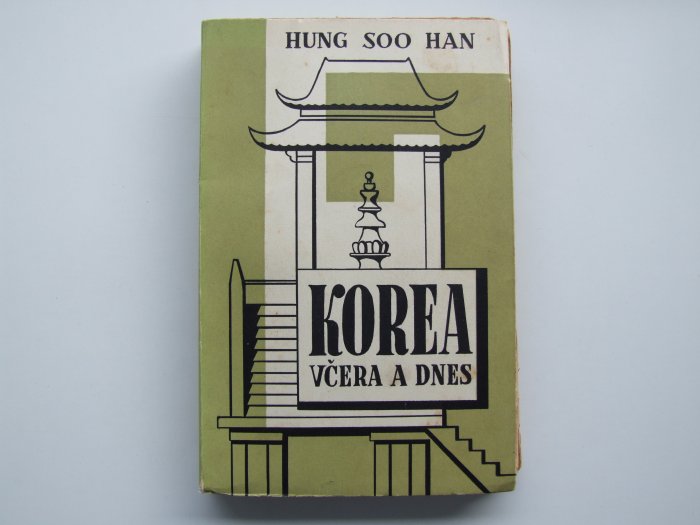 HUNG SOO HAN
KOREA
VČERA A DNES